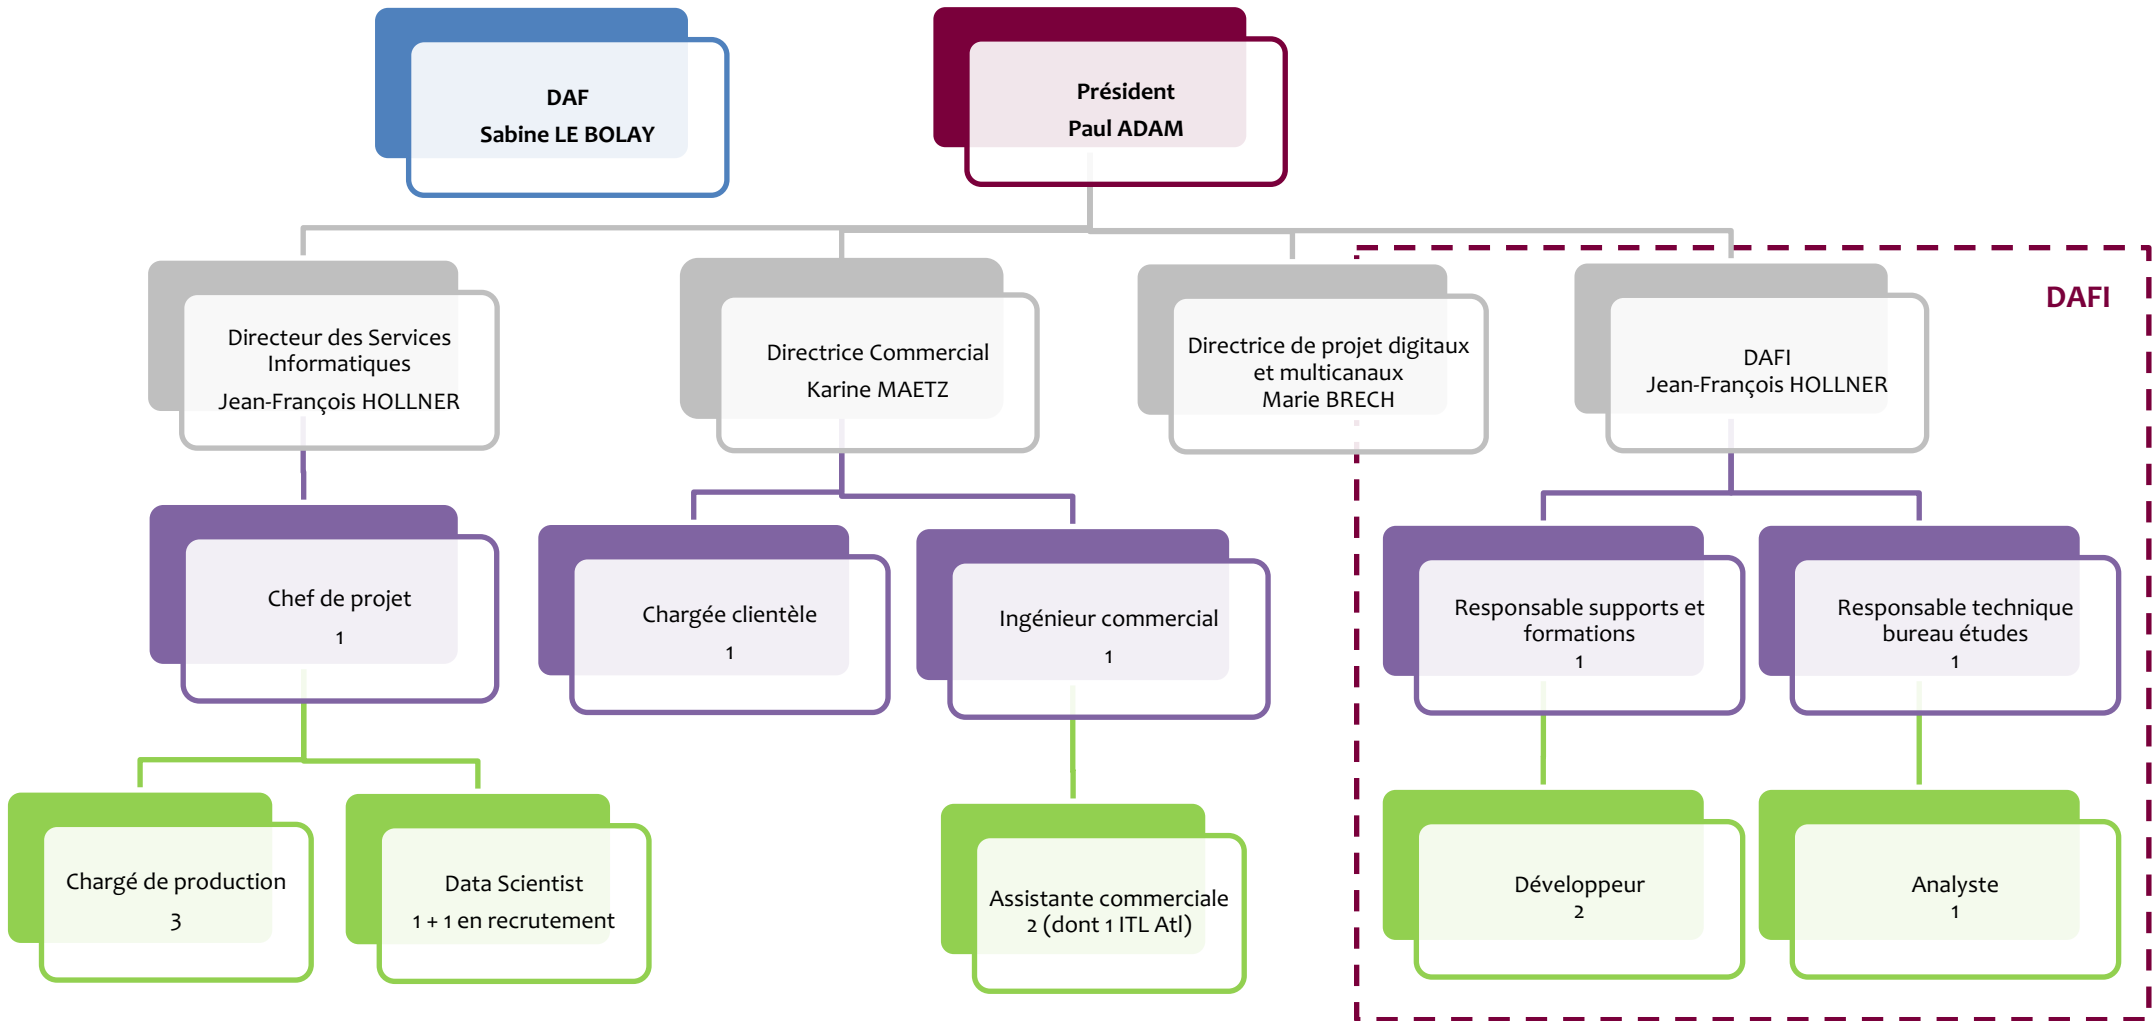 DAF
Sabine LE BOLAY
Président
Paul ADAM
DAFI
Directeur des Services
Informatiques
Jean-François HOLLNER
Directrice Commercial
Karine MAETZ
Directrice de projet digitaux
et multicanaux
Marie BRECH
DAFI
Jean-François HOLLNER
Chef de projet
1
Chargée clientèle
1
Ingénieur commercial
1
Responsable supports et
formations
1
Responsable technique
bureau études
1
Chargé de production
3
Data Scientist
1 + 1 en recrutement
Assistante commerciale
2 (dont 1 ITL Atl)
Développeur
2
Analyste
1